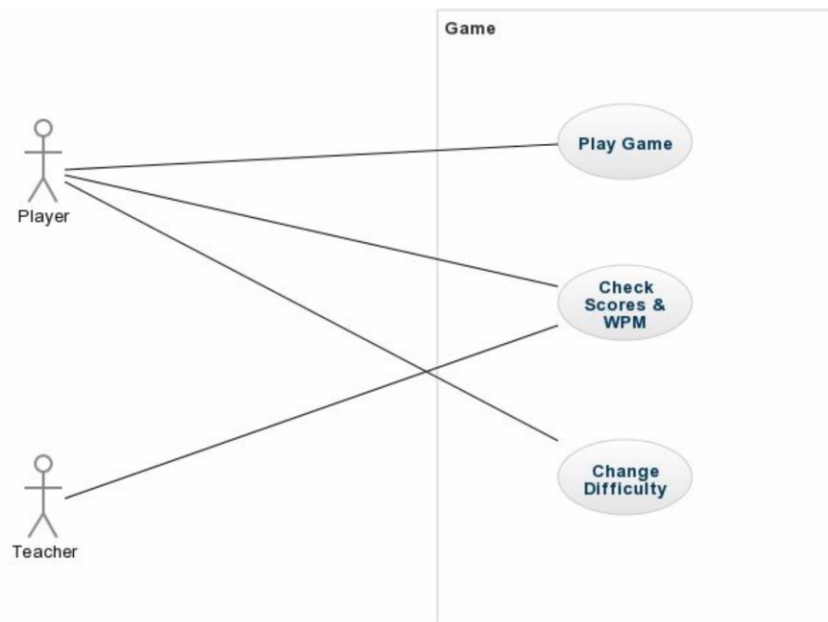 Game
Play Game
Player
Check
Scores &
WPM
Change
Difficulty
Teacher